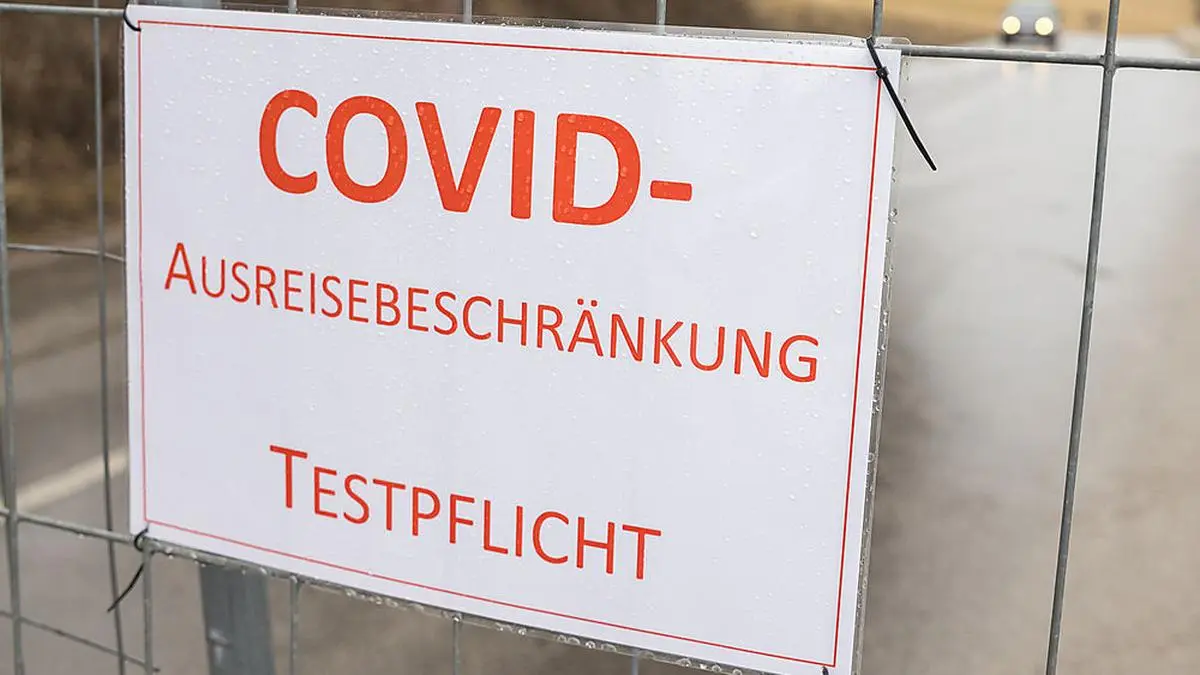 COVID-
AUSREISEBESCHRÄNKUNG
TESTPFLICHT